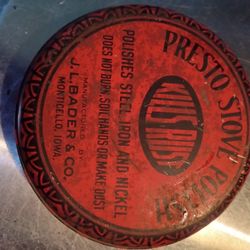 PRESTO STOVE POLISH
POLISHES STEEL, IRON AND NICKEL
DOES NOT BURN, SOIL HANDS OR MAKE DUST
MANUFACTURED BY
J. L. BADER & CO.
MONTICELLO, IOWA.